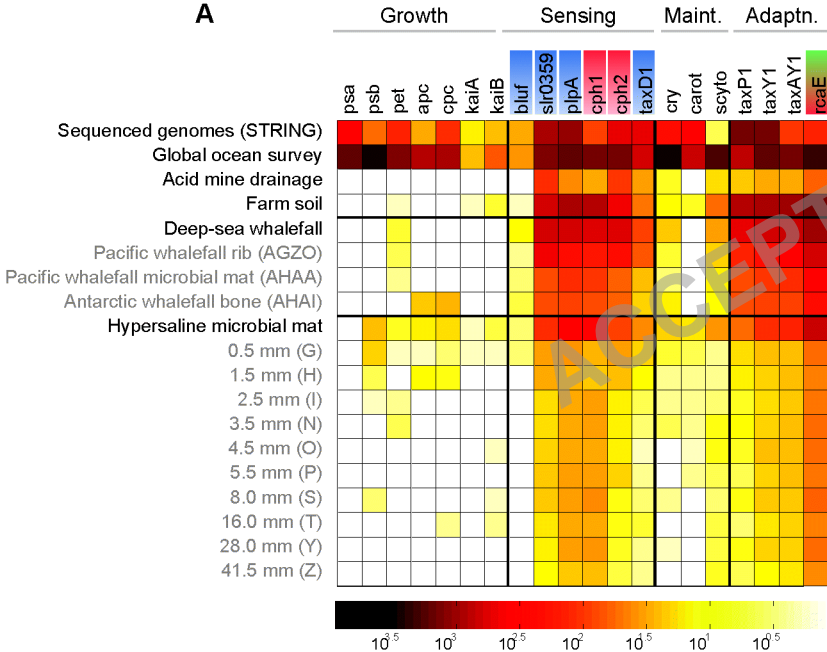 A
Growth Sensing Maint. Adaptn.
psa psb pet apc cpc kaiA kaiB bluf slr0359 plpA cph1 cph2 taxD1 cry carot scyto taxP1 taxY1 taxAY1 rcaE
Sequenced genomes (STRING)
Global ocean survey
Acid mine drainage
Farm soil
Deep-sea whalefall
Pacific whalefall rib (AGZO)
Pacific whalefall microbial mat (AHAA)
Antarctic whalefall bone (AHAI)
Hypersaline microbial mat
0.5 mm (G)
1.5 mm (H)
2.5 mm (I)
3.5 mm (N)
4.5 mm (O)
5.5 mm (P)
8.0 mm (S)
16.0 mm (T)
28.0 mm (Y)
41.5 mm (Z)
ACCEPT
10^3.5 10^3 10^2.5 10^2 10^1.5 10^1 10^0.5